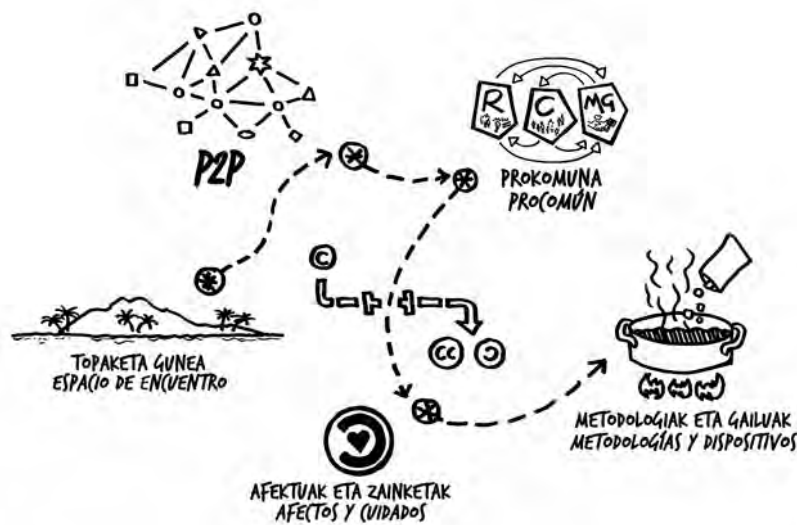 P2P
R C MG
PROKOMUNA
PROCOMÚN
C
CC
TOPAKETA GUNEA
ESPACIO DE ENCUENTRO
METODOLOGIAK ETA GAILUAK
METODOLOGÍAS Y DISPOSITIVOS
AFEKTUAK ETA ZAINKETAK
AFECTOS Y CUIDADOS